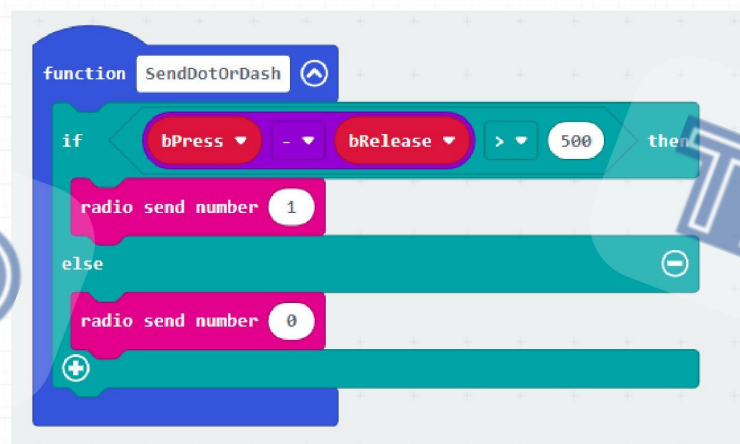 function SendDotOrDash
if bPress - bRelease > 500 then
radio send number 1
else
radio send number 0